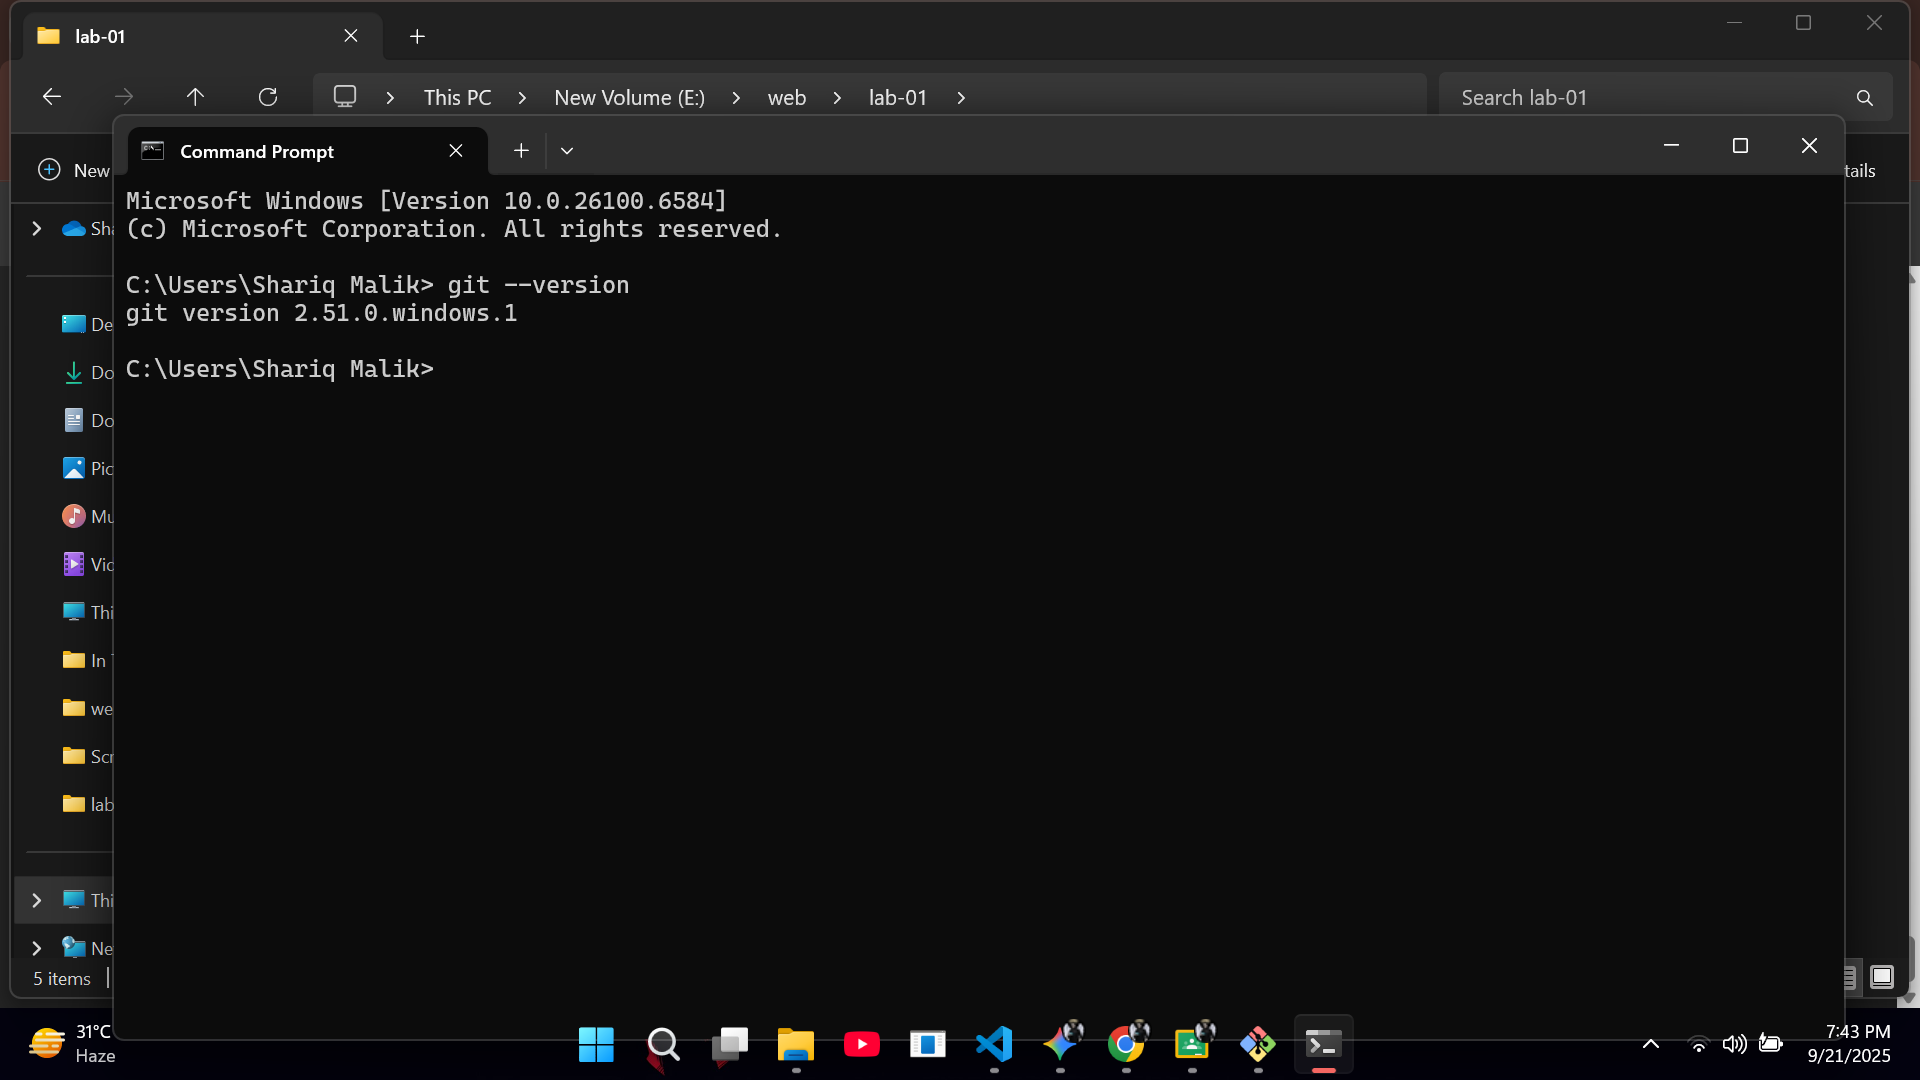 lab-01
This PC
New Volume (E:)
web
lab-01
Search lab-01
Command Prompt
New
tails
Microsoft Windows [Version 10.0.26100.6584]
(c) Microsoft Corporation. All rights reserved.
C:\Users\Shariq Malik> git --version
git version 2.51.0.windows.1
C:\Users\Shariq Malik>
Sha
De
Do
Do
Pic
Mu
Vid
Thi
In
we
Scr
lab
Thi
Ne
5 items
31°C
Haze
7:43 PM
9/21/2025